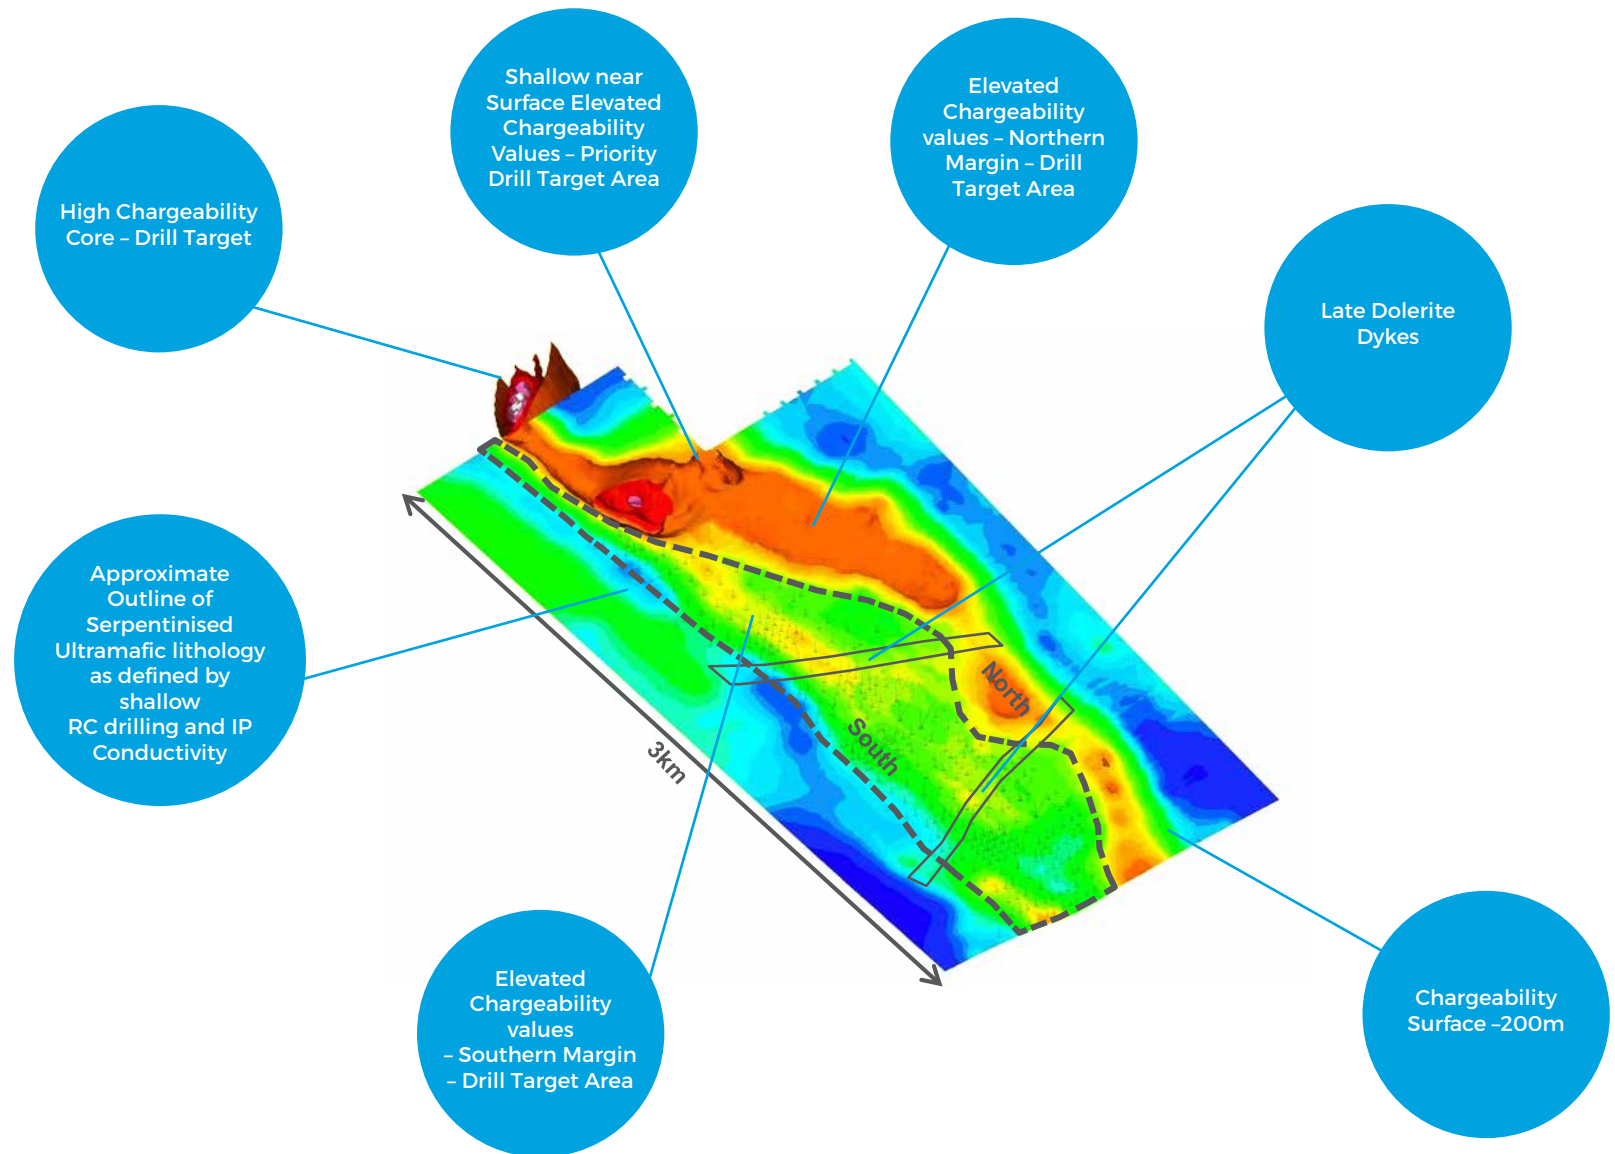 Shallow near
Surface Elevated
Chargeability
Values – Priority
Drill Target Area
Elevated
Chargeability
values – Northern
Margin – Drill
Target Area
High Chargeability
Core – Drill Target
Late Dolerite
Dykes
Approximate
Outline of
Serpentinised
Ultramafic lithology
as defined by
shallow
RC drilling and IP
Conductivity
North
South
3km
Elevated
Chargeability
values
– Southern Margin
– Drill Target Area
Chargeability
Surface –200m